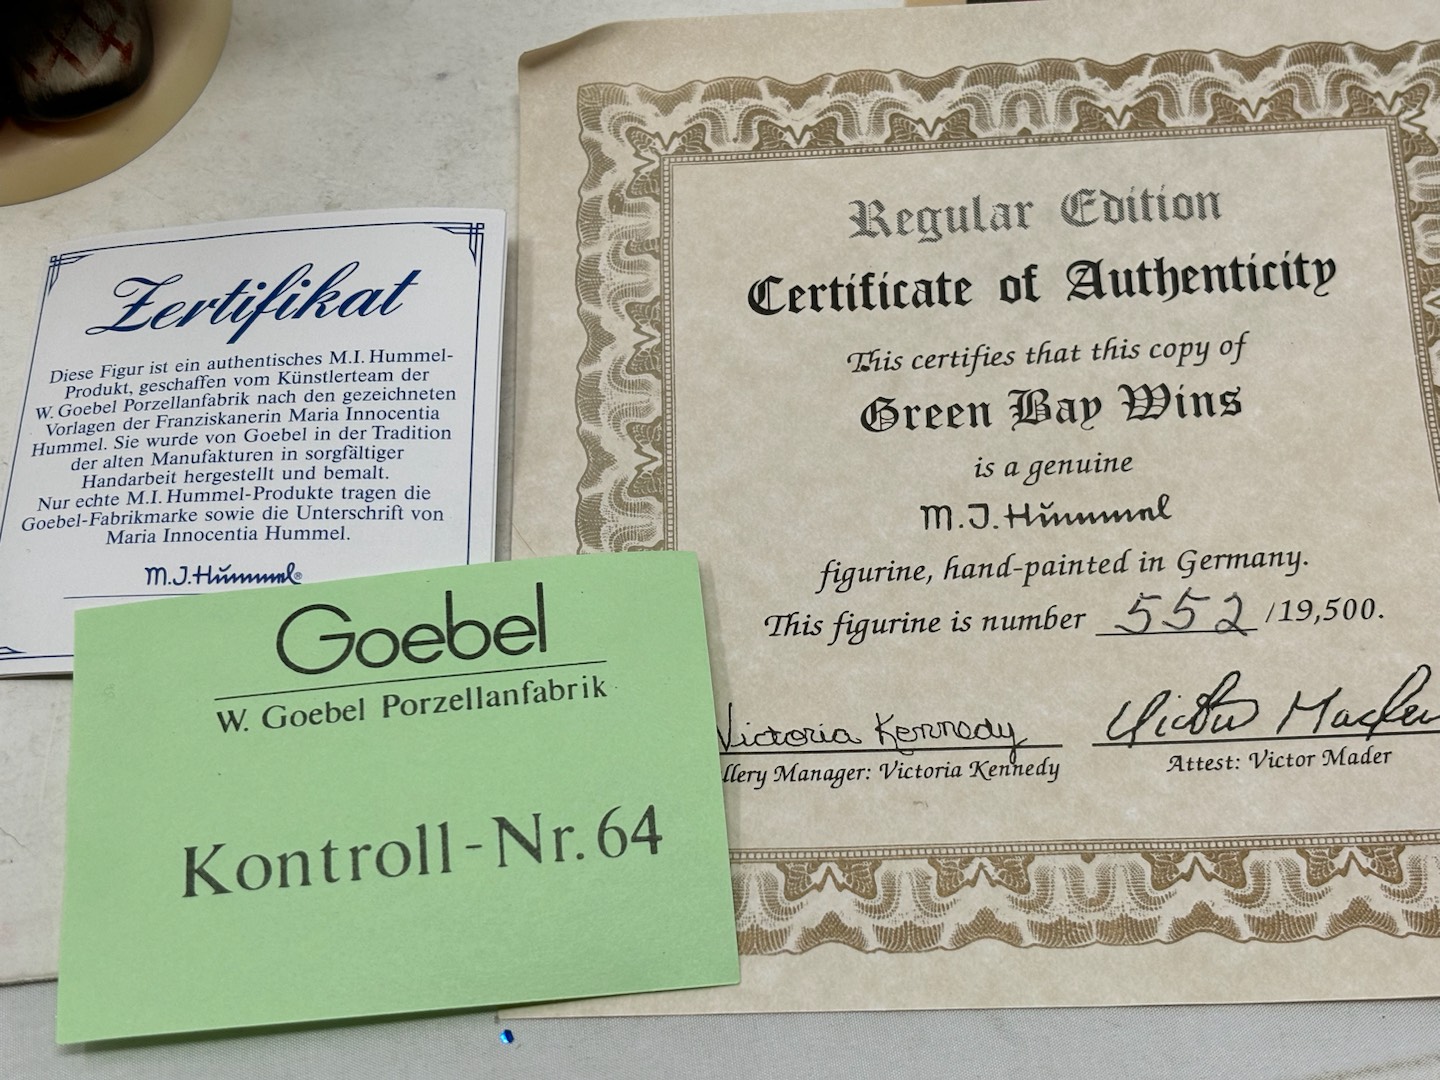 Zertifikat
Diese Figur ist ein authentisches M.I. Hummel-
Produkt, geschaffen vom Künstlerteam der
W. Goebel Porzellanfabrik nach den gezeichneten
Vorlagen der Franziskanerin Maria Innocentia
Hummel. Sie wurde von Goebel in der Tradition
der alten Manufakturen in sorgfältiger
Handarbeit hergestellt und bemalt.
Nur echte M.I. Hummel-Produkte tragen die
Goebel-Fabrikmarke sowie die Unterschrift von
Maria Innocentia Hummel.
M.I. Hummel®
Goebel
W. Goebel Porzellanfabrik
Kontroll-Nr. 64
Regular Edition
Certificate of Authenticity
This certifies that this copy of
Green Bay Wins
is a genuine
M.I. Hummel
figurine, hand-painted in Germany.
This figurine is number 552 /19,500.
Victoria Kennedy
llery Manager: Victoria Kennedy
Victor Mader
Attest: Victor Mader